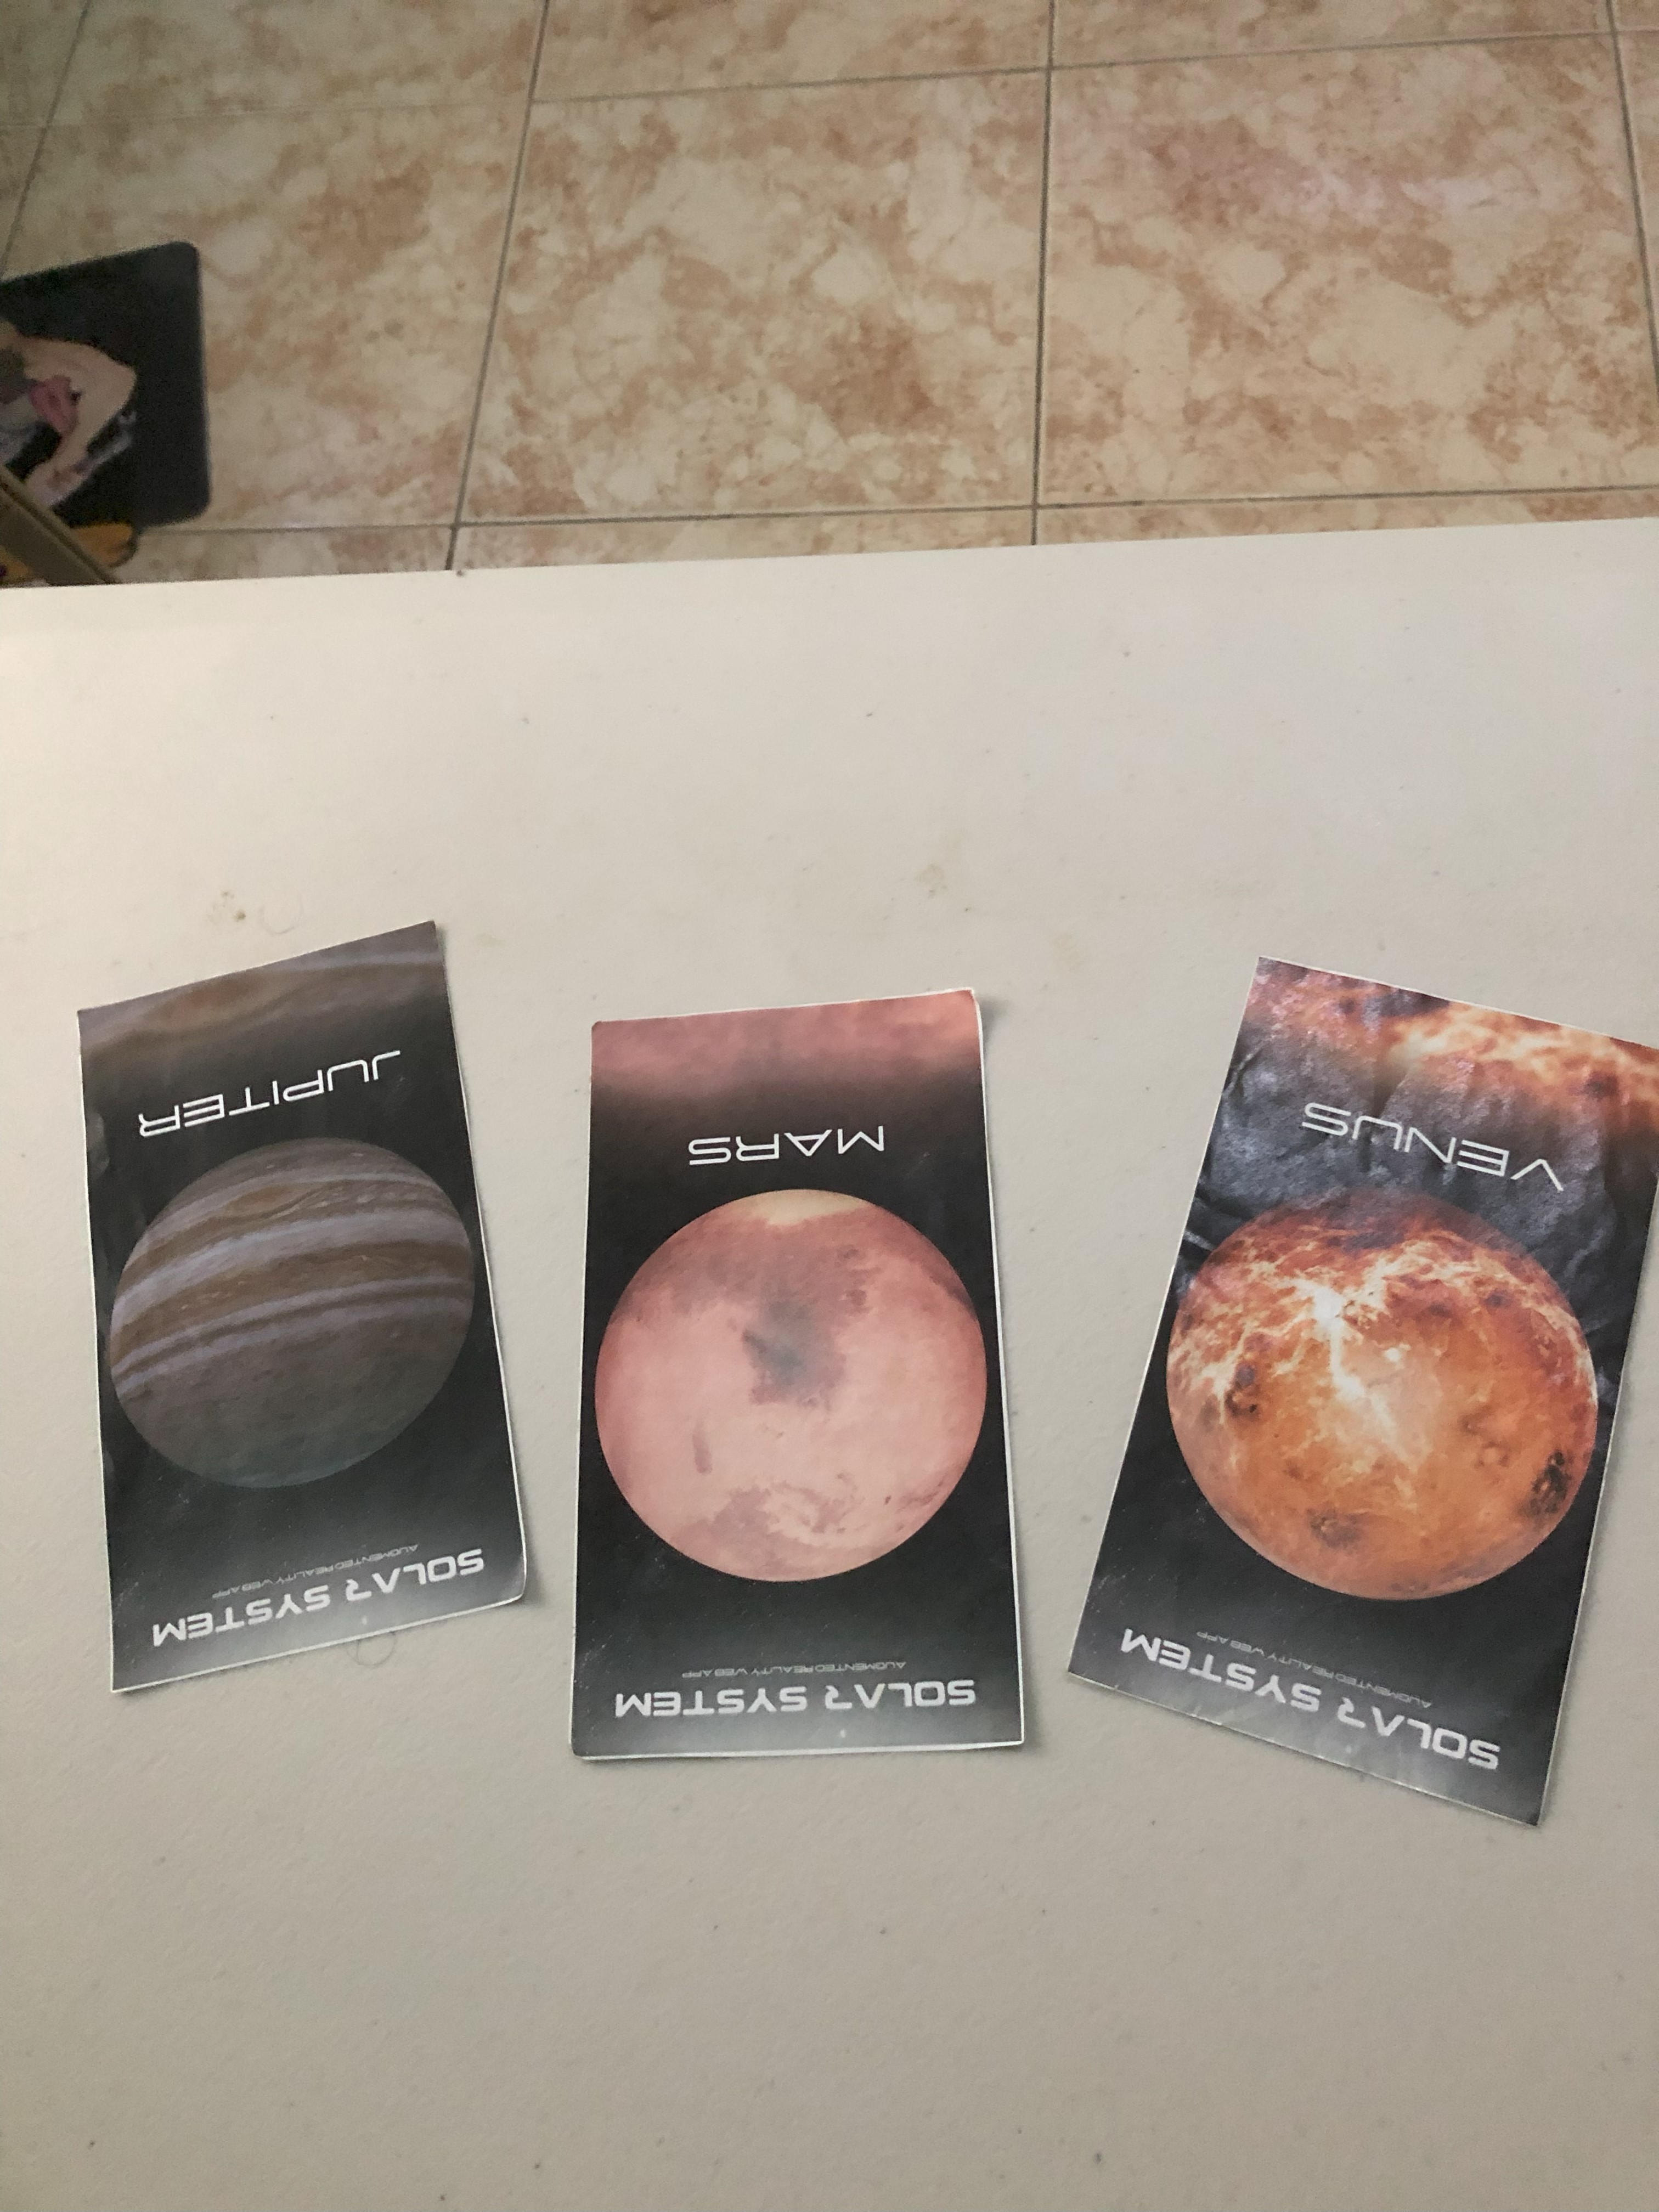 SOLAR SYSTEM
AUGMENTED REALITY WEB APP
VENUS
SOLAR SYSTEM
AUGMENTED REALITY WEB APP
MARS
SOLAR SYSTEM
AUGMENTED REALITY WEB APP
JUPITER